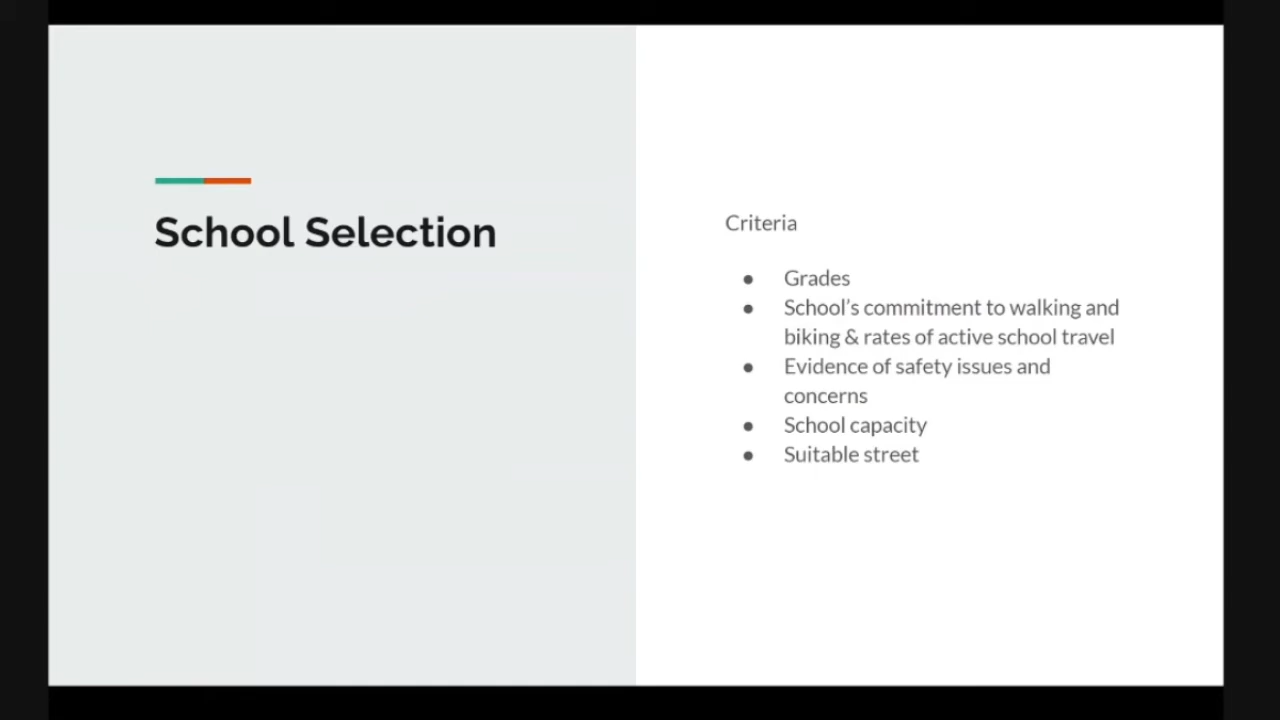 School Selection
Criteria
● Grades
● School's commitment to walking and
biking & rates of active school travel
● Evidence of safety issues and
concerns
● School capacity
● Suitable street